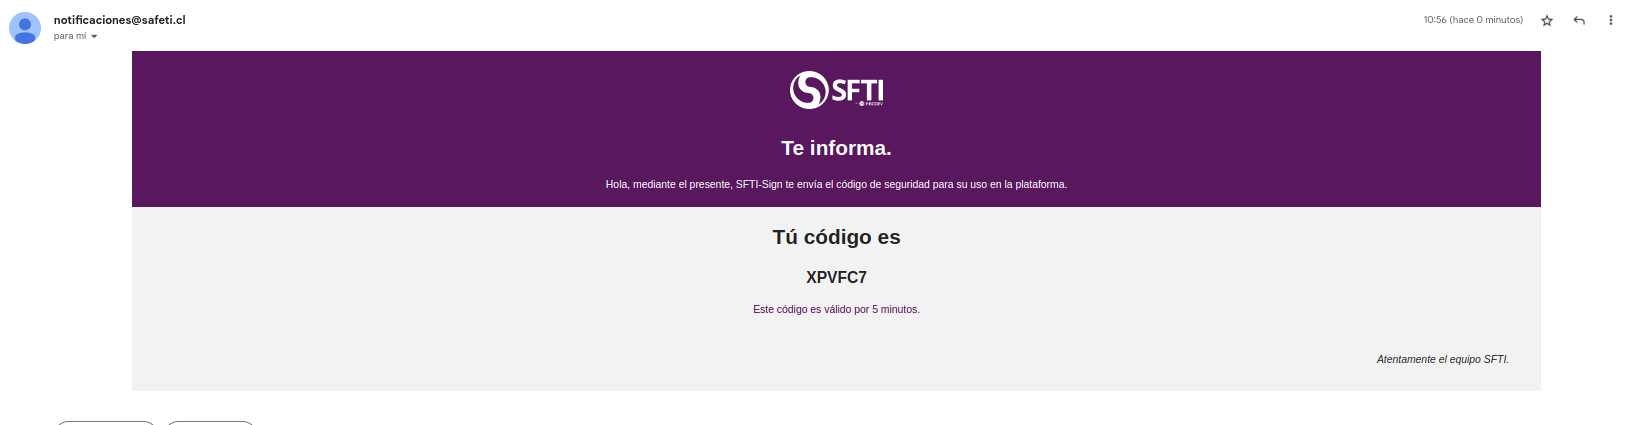 notificaciones@safeti.cl
10:56 (hace 0 minutos)
para mí
SFTI
Te informa.
Hola, mediante el presente, SFTI-Sign te envía el código de seguridad para su uso en la plataforma.
Tú código es
XPVFC7
Este código es válido por 5 minutos.
Atentamente el equipo SFTI.